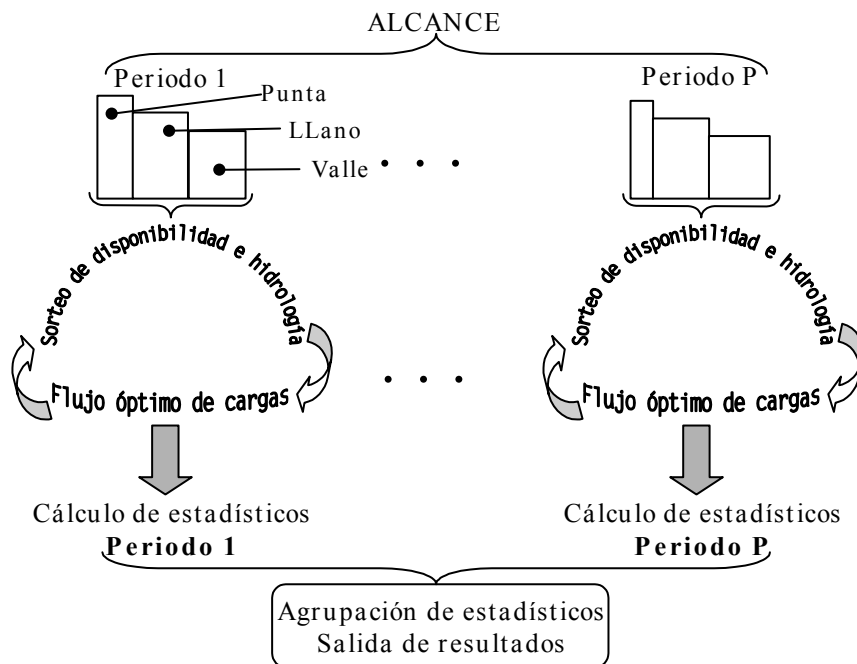 ALCANCE
Periodo 1
Periodo P
Punta
LLano
Valle
. . .
Sorteo de disponibilidad e hidrología
Sorteo de disponibilidad e hidrología
. . .
Flujo óptimo de cargas
Flujo óptimo de cargas
Cálculo de estadísticos
Periodo 1
Cálculo de estadísticos
Periodo P
Agrupación de estadísticos
Salida de resultados